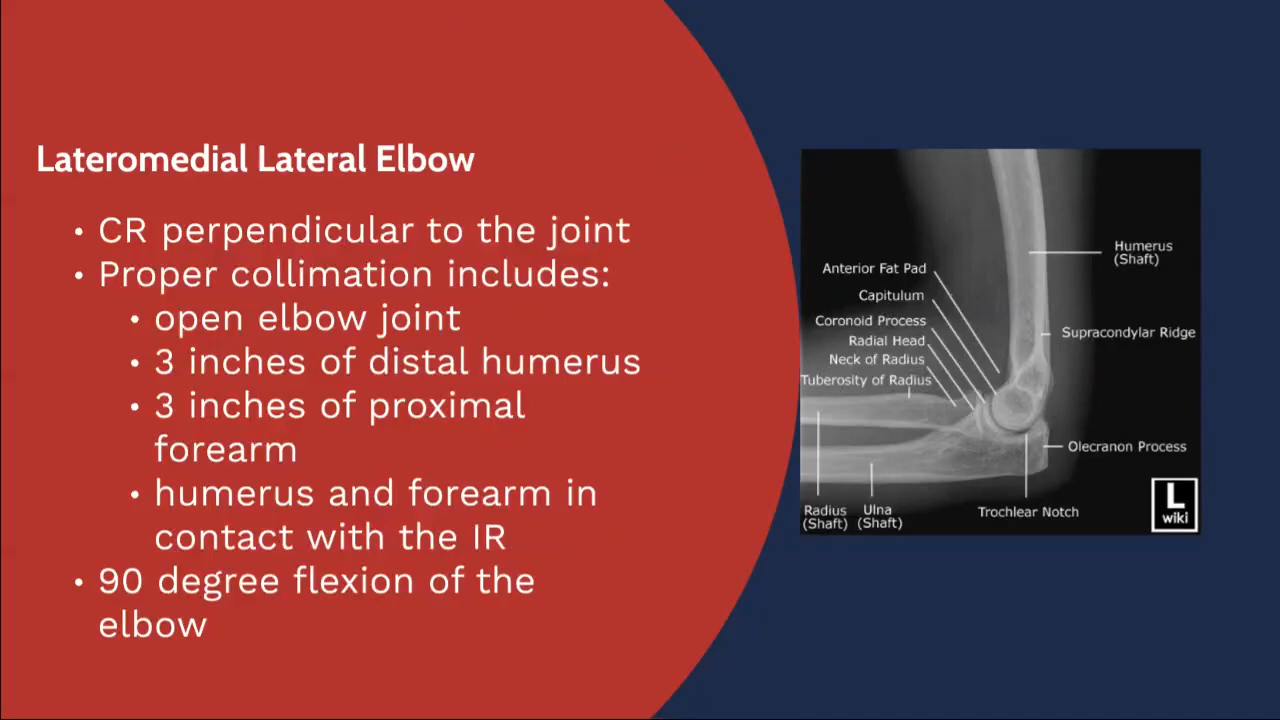 Lateromedial Lateral Elbow
• CR perpendicular to the joint
• Proper collimation includes:
• open elbow joint
• 3 inches of distal humerus
• 3 inches of proximal
forearm
• humerus and forearm in
contact with the IR
• 90 degree flexion of the
elbow
Humerus
(Shaft)
Anterior Fat Pad
Capitulum
Coronoid Process
Supracondylar Ridge
Radial Head
Neck of Radius
Tuberosity of Radius
Olecranon Process
Radius
(Shaft)
Ulna
(Shaft)
Trochlear Notch
L
wiki